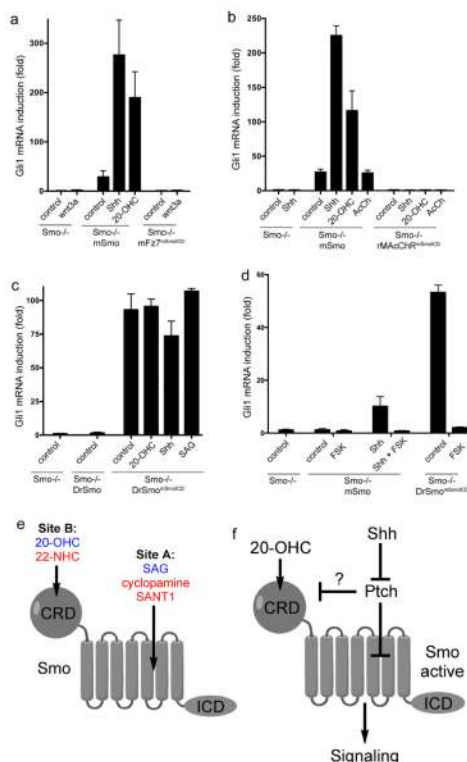 a
Gli1 mRNA induction (fold)
300
200
100
0
control
wnt3a
control
Shh
20-OHC
control
wnt3a
Smo-/-
Smo-/-
mSmo
Smo-/-
mFz7mSmoICD
b
Gli1 mRNA induction (fold)
250
200
150
100
50
0
control
Shh
control
Shh
20-OHC
AcCh
control
Shh
20-OHC
AcCh
Smo-/-
Smo-/-
mSmo
Smo-/-
rMAcChRmSmoICD
c
Gli1 mRNA induction (fold)
100
75
50
25
0
control
control
control
20-OHC
Shh
SAG
Smo-/-
Smo-/-
DrSmo
Smo-/-
DrSmomSmoICD
d
Gli1 mRNA induction (fold)
60
40
20
0
control
control
FSK
Shh
Shh + FSK
control
FSK
Smo-/-
Smo-/-
mSmo
Smo-/-
DrSmomSmoICD
e
Site B:
20-OHC
22-NHC
Site A:
SAG
cyclopamine
SANT1
CRD
Smo
ICD
f
20-OHC
Shh
?
Ptch
CRD
Smo
active
ICD
Signaling